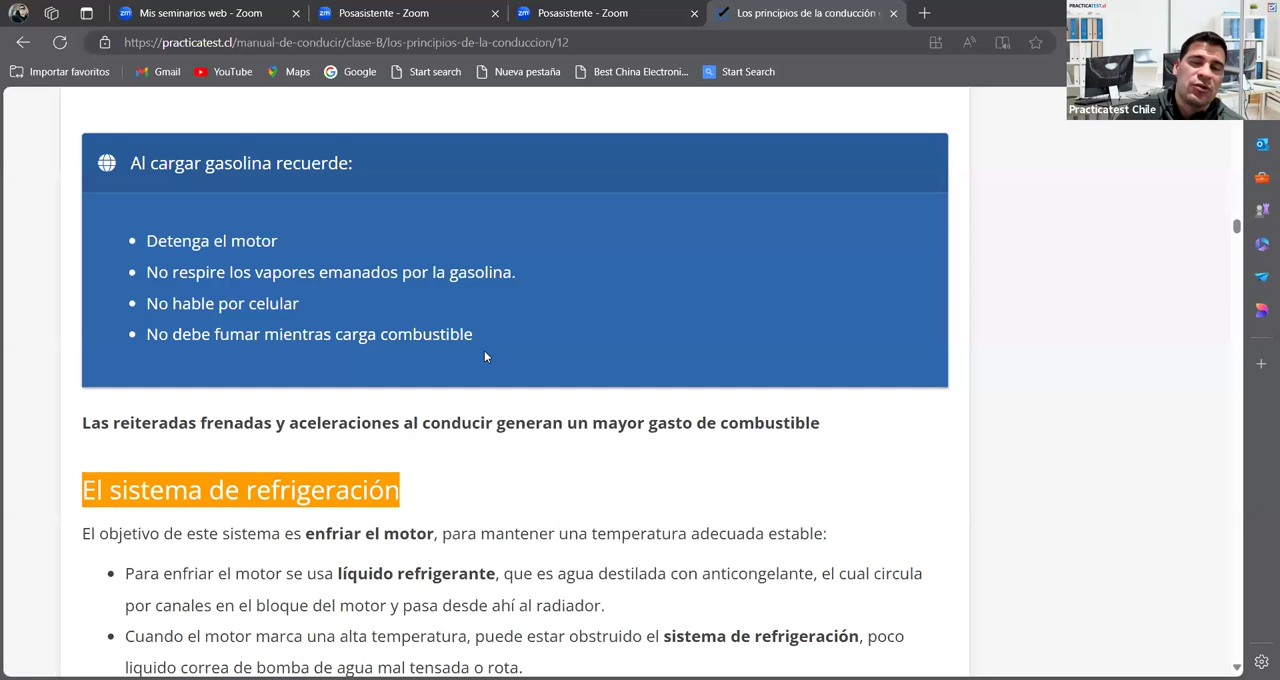 Mis seminarios web - Zoom
Posasistente - Zoom
Posasistente - Zoom
Los principios de la conducción
https://practicatest.cl/manual-de-conducir/clase-B/los-principios-de-la-conduccion/12
Importar favoritos
Gmail
YouTube
Maps
Google
Start search
Nueva pestaña
Best China Electroni...
Start Search
PRACTICATEST.cl
Practicatest Chile
Al cargar gasolina recuerde:
Detenga el motor
No respire los vapores emanados por la gasolina.
No hable por celular
No debe fumar mientras carga combustible
Las reiteradas frenadas y aceleraciones al conducir generan un mayor gasto de combustible
El sistema de refrigeración
El objetivo de este sistema es enfriar el motor, para mantener una temperatura adecuada estable:
Para enfriar el motor se usa líquido refrigerante, que es agua destilada con anticongelante, el cual circula
por canales en el bloque del motor y pasa desde ahí al radiador.
Cuando el motor marca una alta temperatura, puede estar obstruido el sistema de refrigeración, poco
liquido correa de bomba de agua mal tensada o rota.